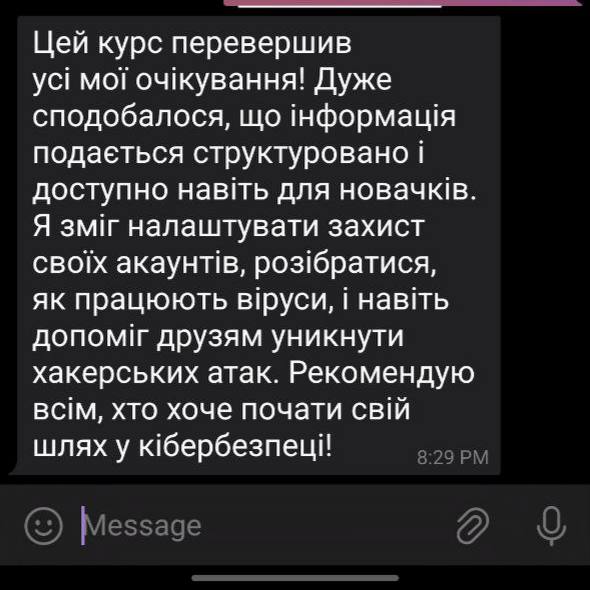 Цей курс перевершив
усі мої очікування! Дуже
сподобалося, що інформація
подається структуровано і
доступно навіть для новачків.
Я зміг налаштувати захист
своїх акаунтів, розібратися,
як працюють віруси, і навіть
допоміг друзям уникнути
хакерських атак. Рекомендую
всім, хто хоче почати свій
шлях у кібербезпеці!
8:29 PM
Message